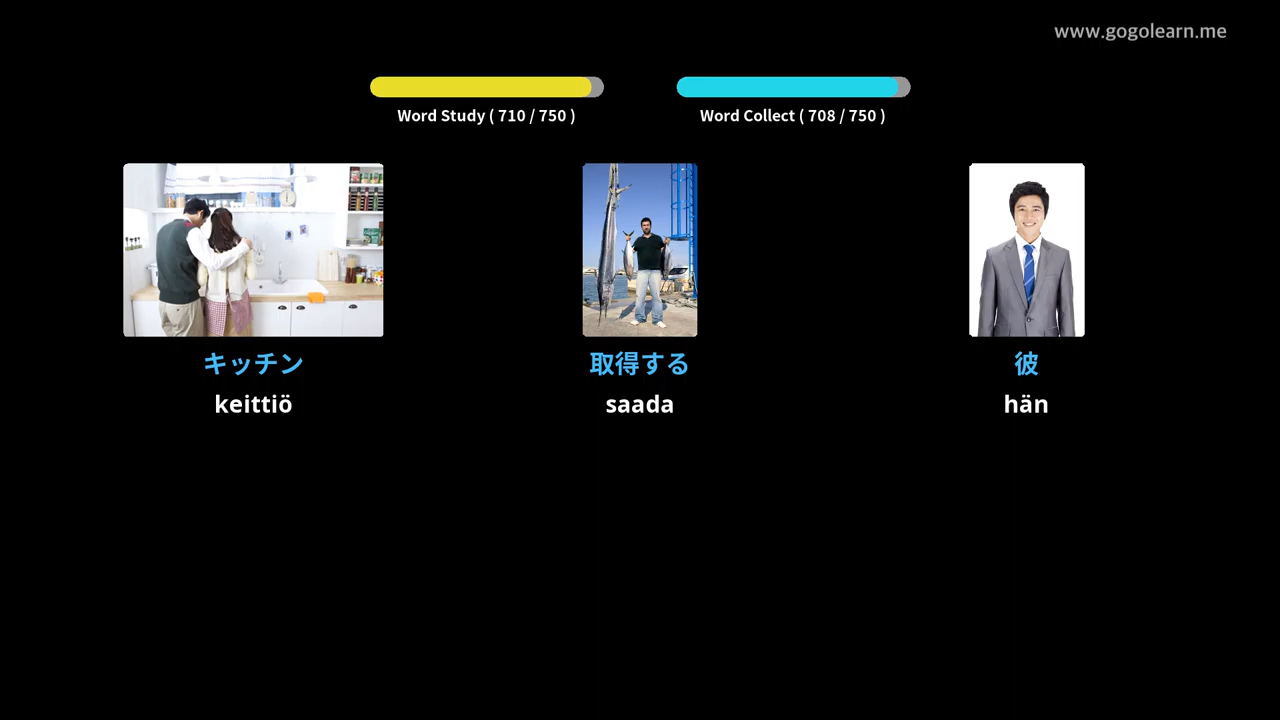 www.gogolearn.me
Word Study ( 710 / 750 )
Word Collect ( 708 / 750 )
キッチン
取得する
彼
keittiö
saada
hän